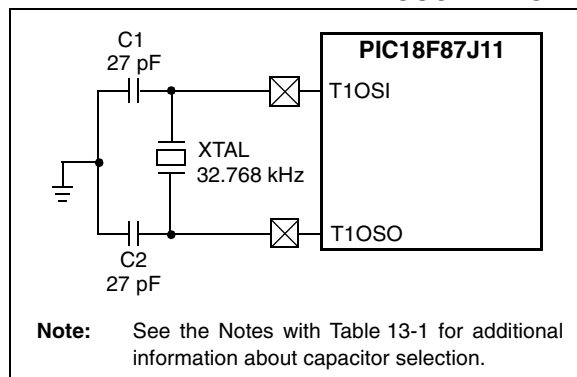 C1
27 pF
PIC18F87J11
T1OSI
XTAL
32.768 kHz
T1OSO
C2
27 pF
Note: See the Notes with Table 13-1 for additional
information about capacitor selection.